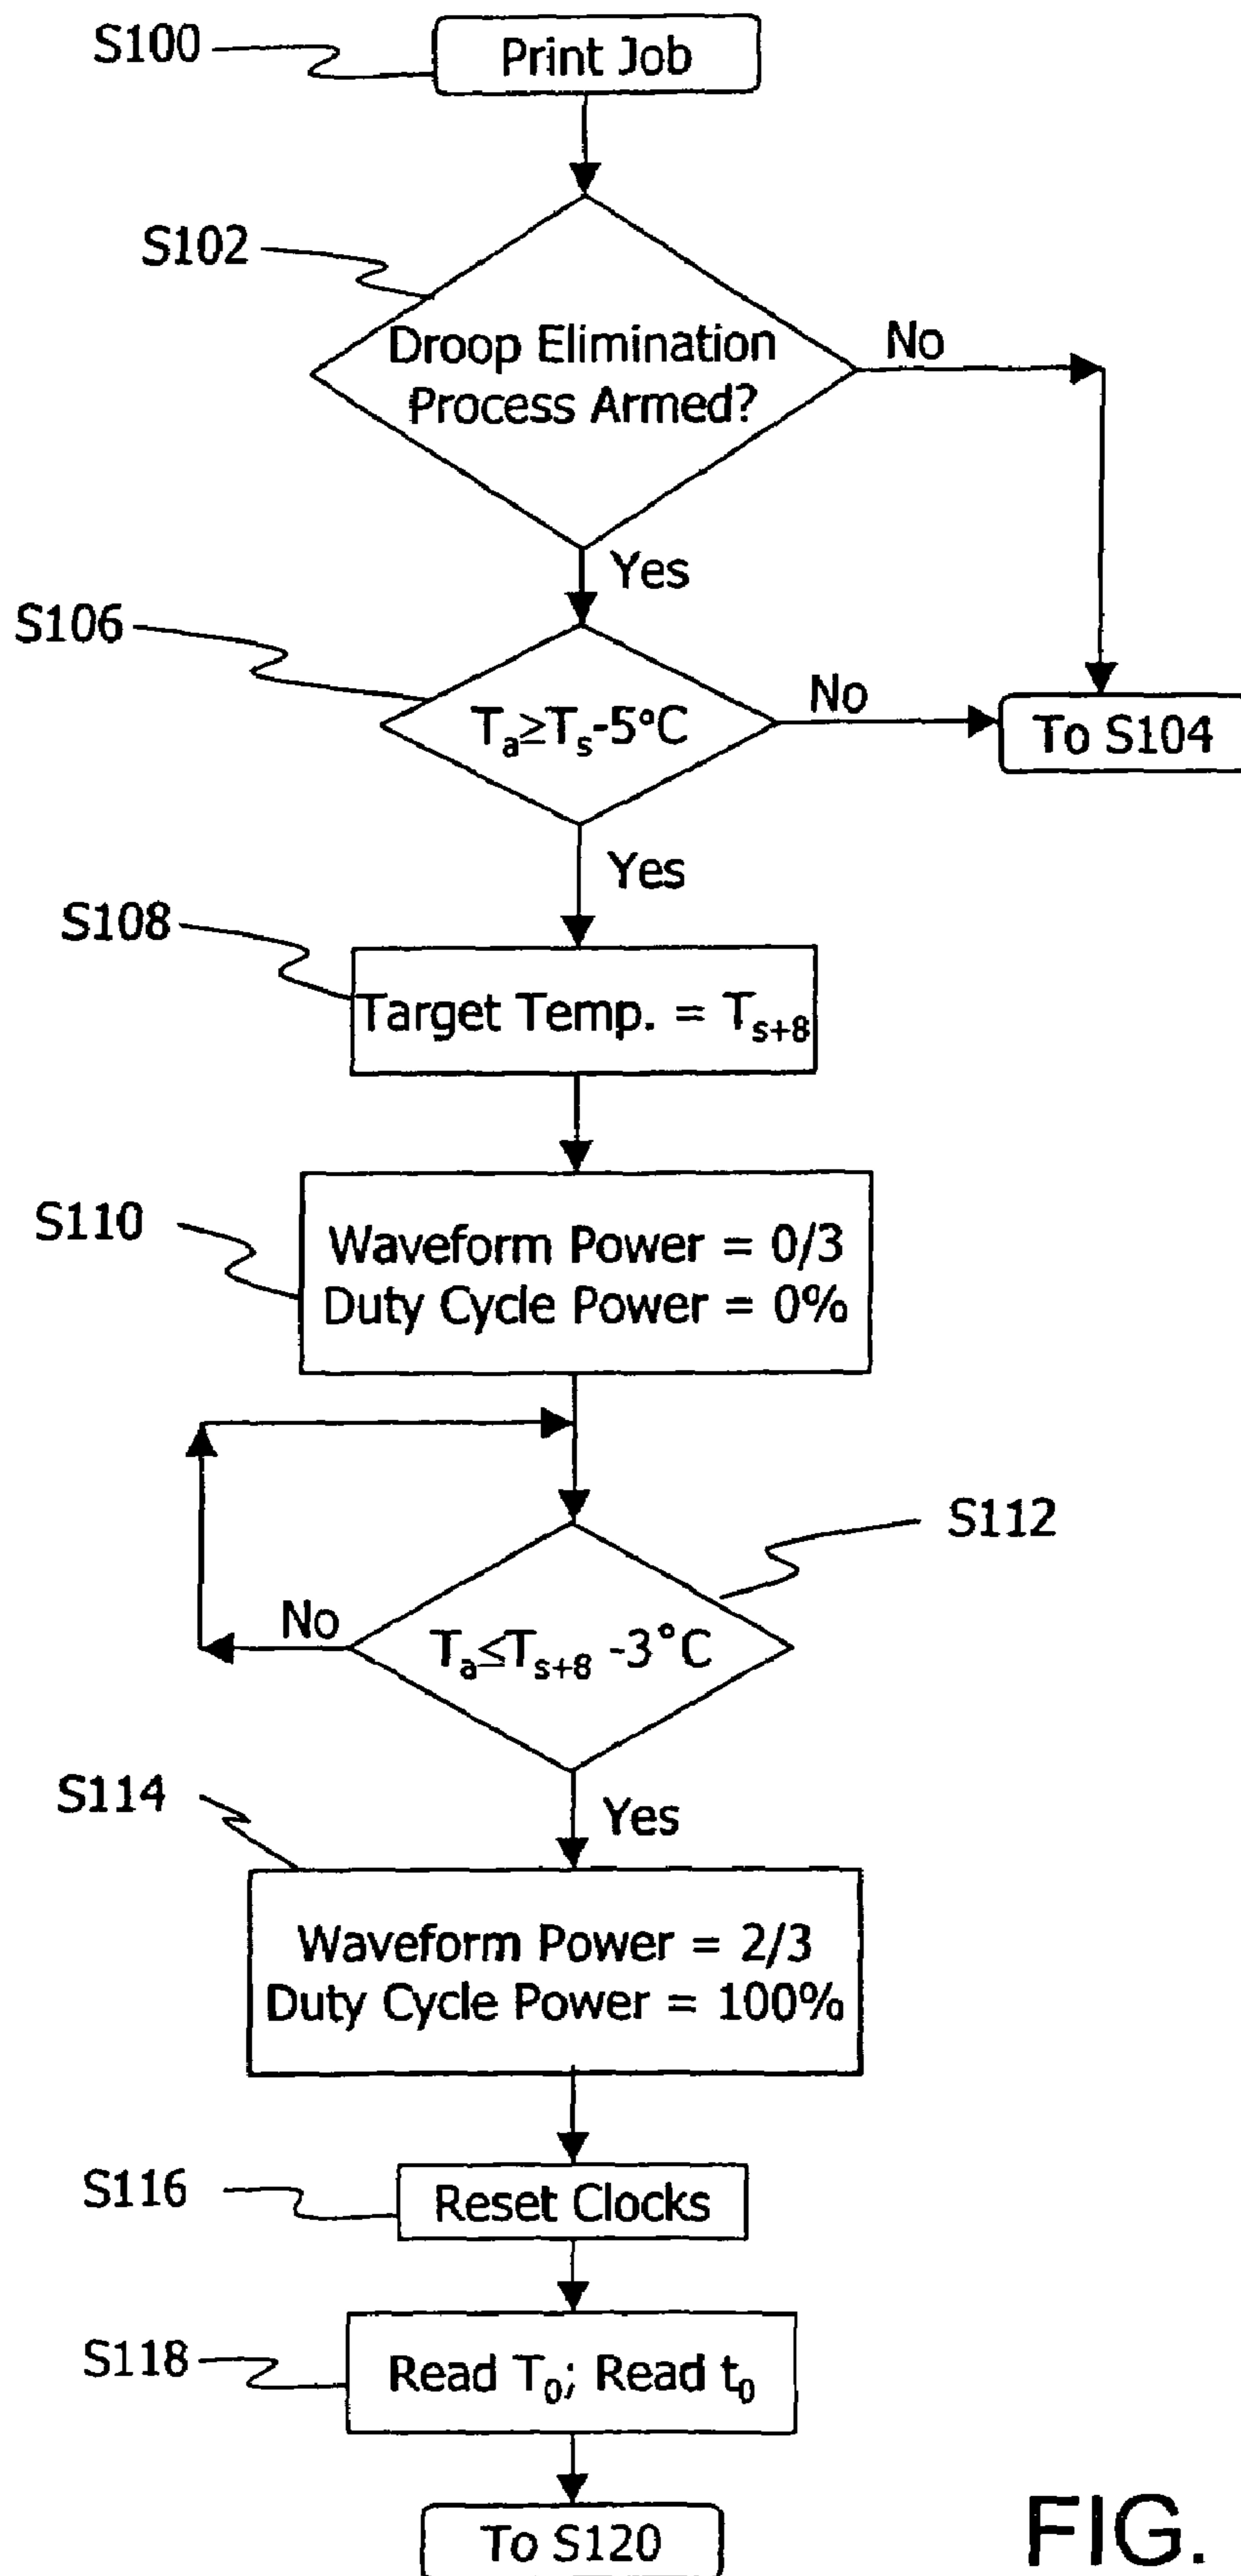 S100
Print Job
S102
Droop Elimination
Process Armed?
No
Yes
S106
Tₐ≥Tₛ-5°C
No
To S104
Yes
S108
Target Temp. = Tₛ₊₈
S110
Waveform Power = 0/3
Duty Cycle Power = 0%
S112
No
Tₐ≤Tₛ₊₈ -3°C
S114
Yes
Waveform Power = 2/3
Duty Cycle Power = 100%
S116
Reset Clocks
S118
Read T₀; Read t₀
To S120
FIG.